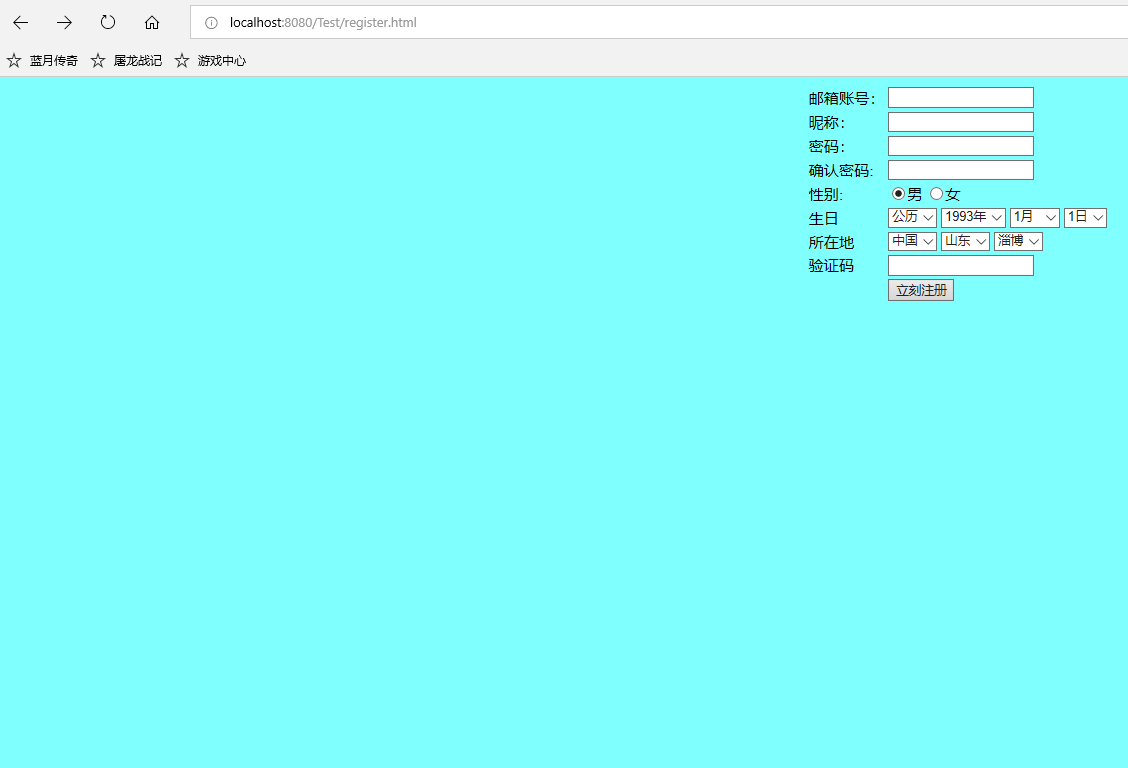 localhost:8080/Test/register.html
蓝月传奇 屠龙战记 游戏中心
邮箱账号：
昵称：
密码：
确认密码:
性别: 男 女
生日 公历 1993年 1月 1日
所在地 中国 山东 淄博
验证码
立刻注册